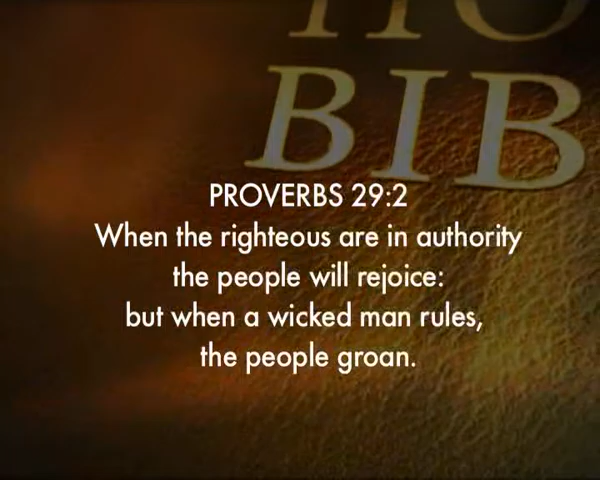 HO
BIB
PROVERBS 29:2
When the righteous are in authority
the people will rejoice:
but when a wicked man rules,
the people groan.